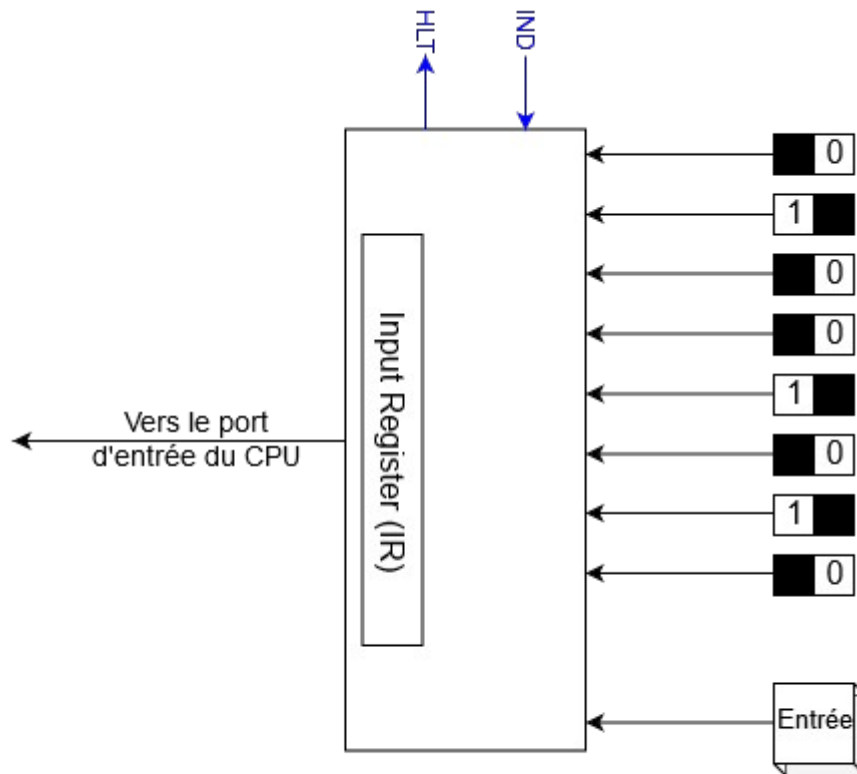 HLT
IND
0
1
0
0
1
0
1
0
Vers le port
d'entrée du CPU
Input Register (IR)
Entrée